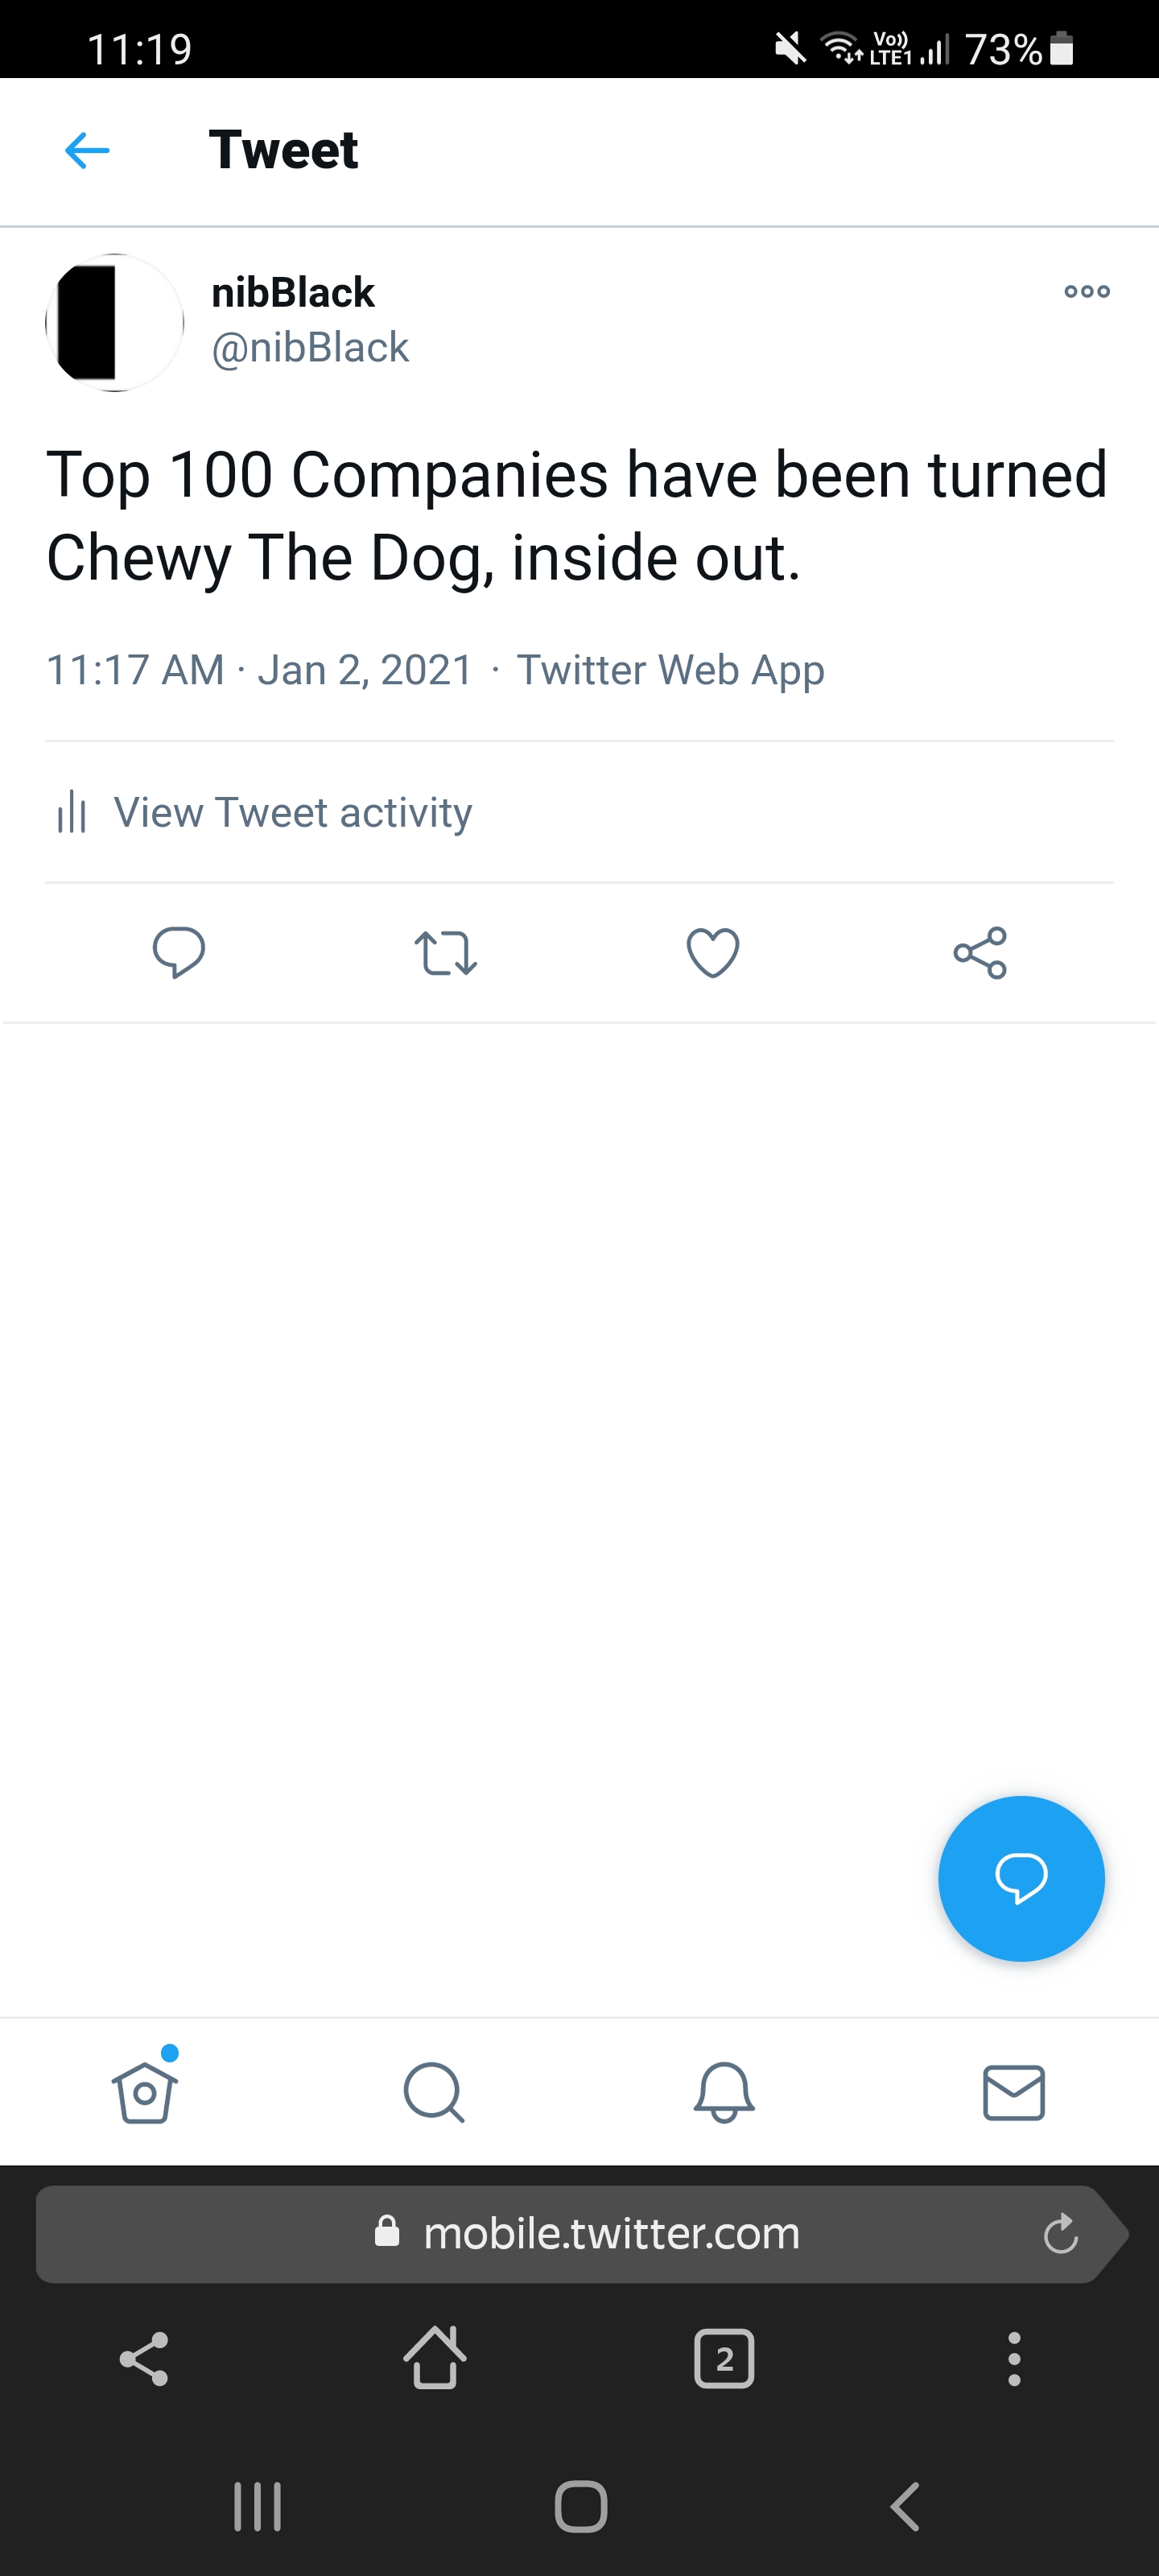 11:19 Vo)) LTE1 73%
Tweet
nibBlack
@nibBlack
Top 100 Companies have been turned
Chewy The Dog, inside out.
11:17 AM · Jan 2, 2021 · Twitter Web App
View Tweet activity
mobile.twitter.com
2